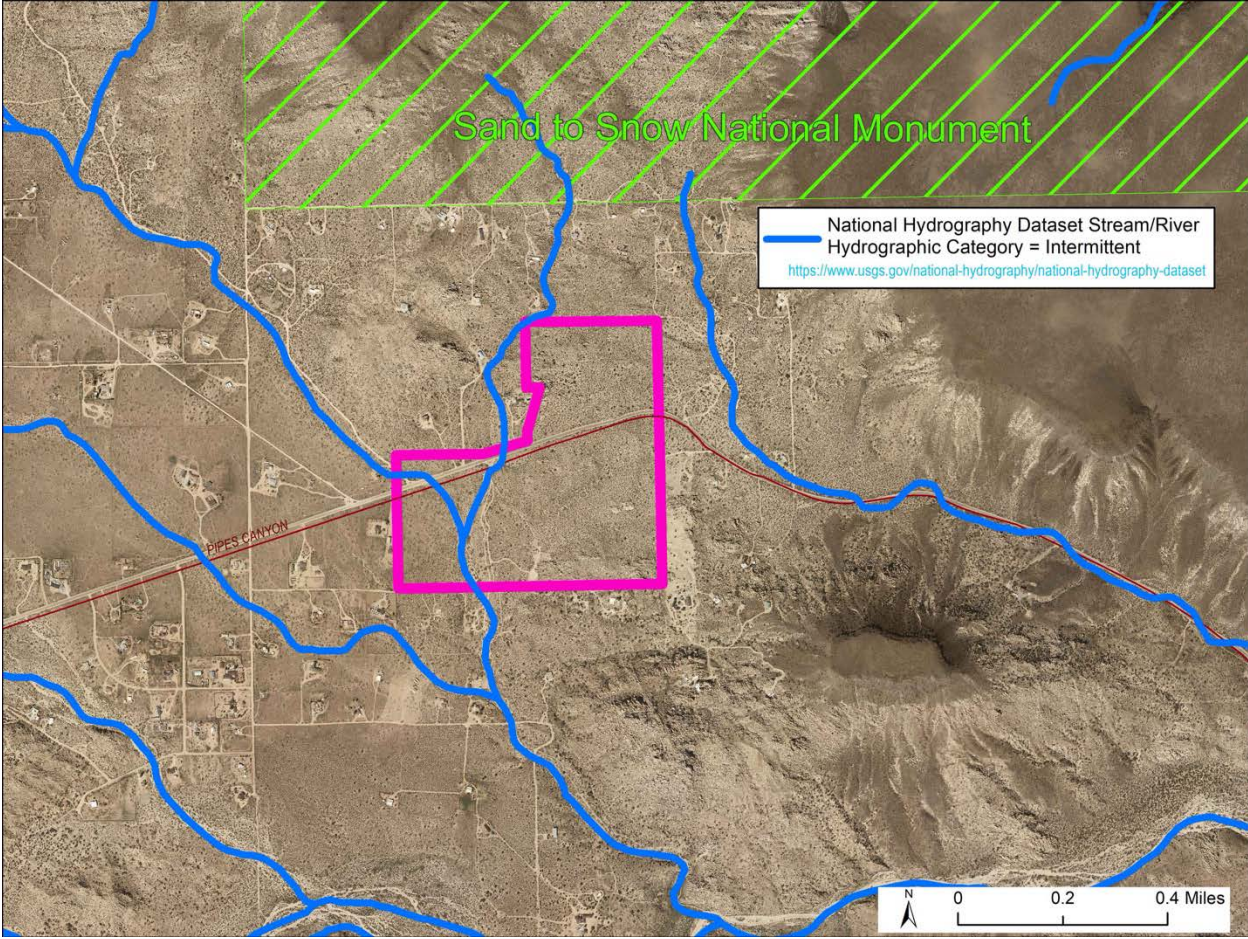 Sand to Snow National Monument
National Hydrography Dataset Stream/River
Hydrographic Category = Intermittent
https://www.usgs.gov/national-hydrography/national-hydrography-dataset
PIPES CANYON
N
0 0.2 0.4 Miles